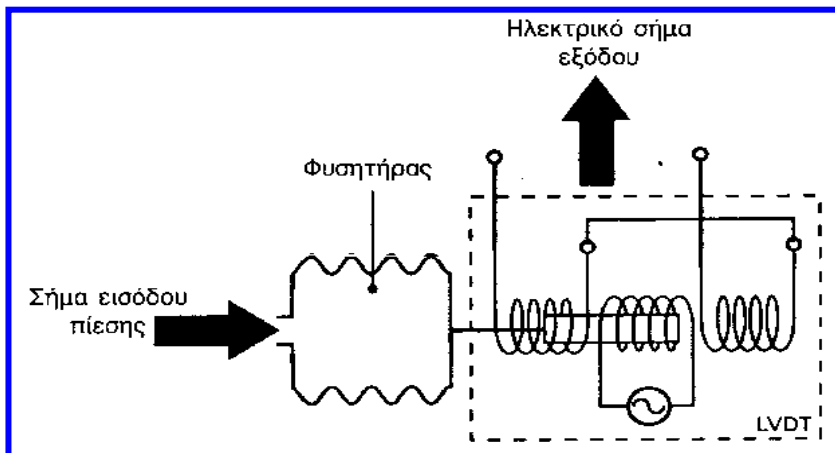 Ηλεκτρικό σήμα
εξόδου
Φυσητήρας
Σήμα εισόδου
πίεσης
LVDT